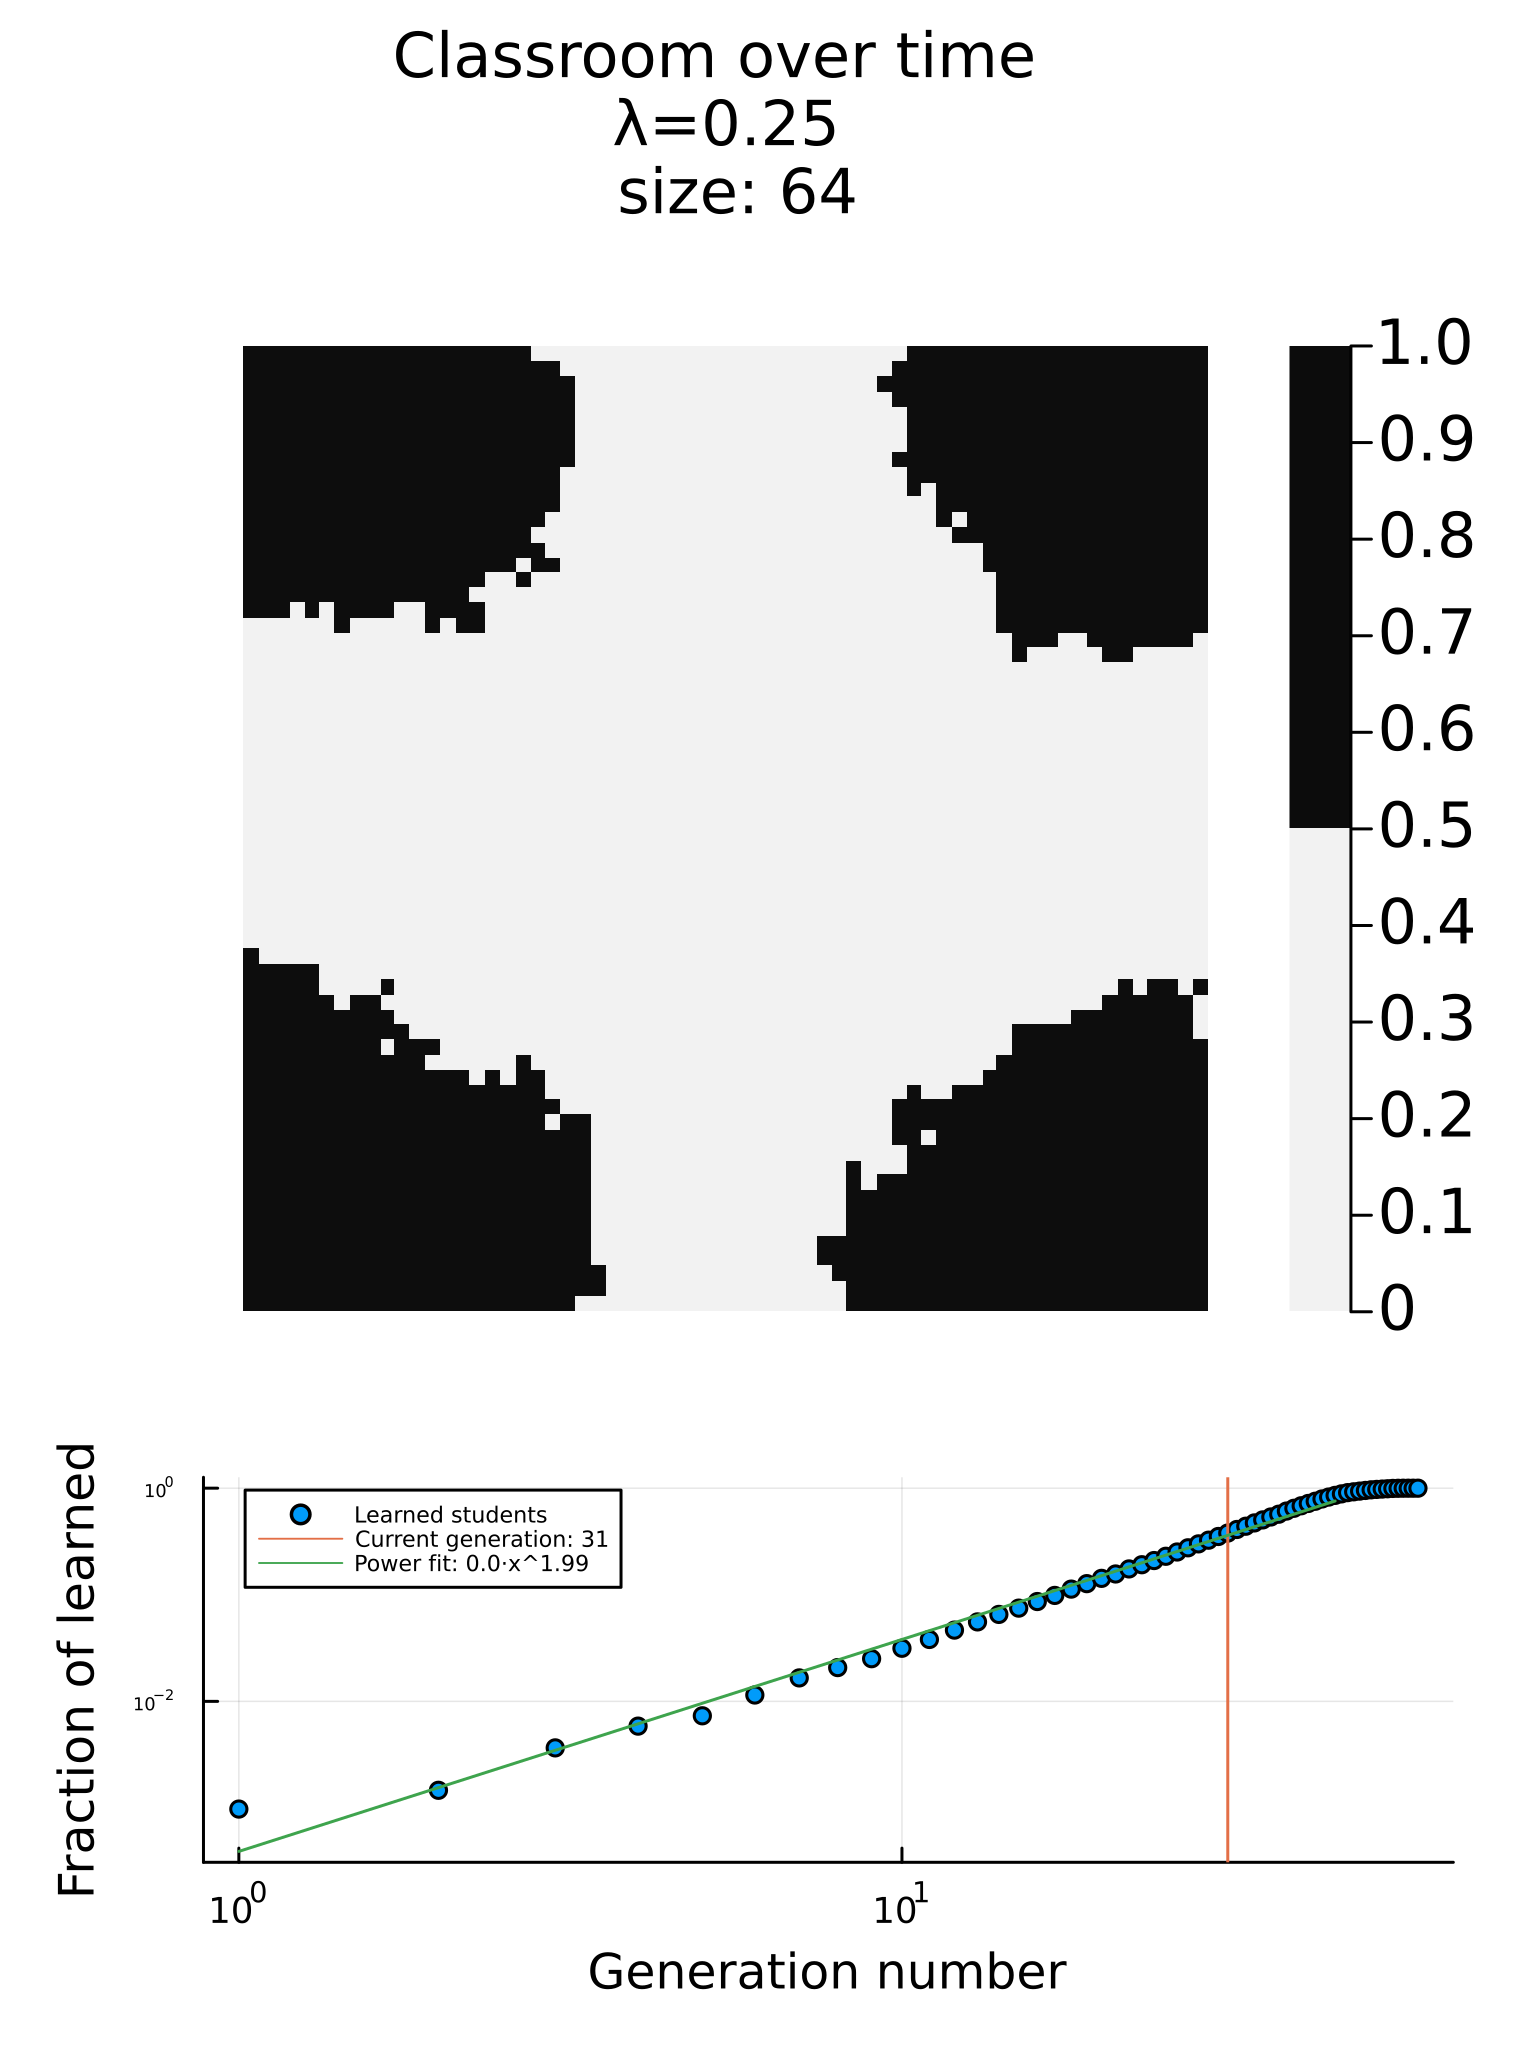 Classroom over time
λ=0.25
size: 64
1.0
0.9
0.8
0.7
0.6
0.5
0.4
0.3
0.2
0.1
0
Fraction of learned
10⁰
10⁻²
Learned students
Current generation: 31
Power fit: 0.0·x^1.99
10⁰
10¹
Generation number